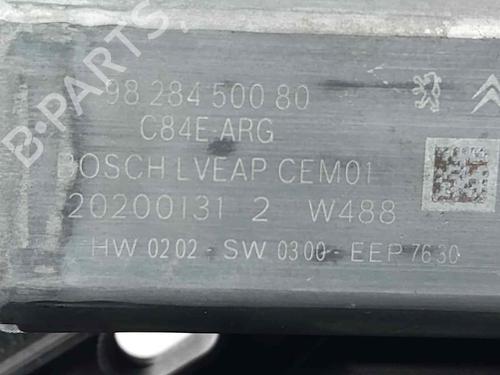 B-PARTS
98 284 500 80
C84E-ARG
BOSCH LVEAP CEM01
20200131 2 W488
HW 0202 - SW 0300 - EEP 7630